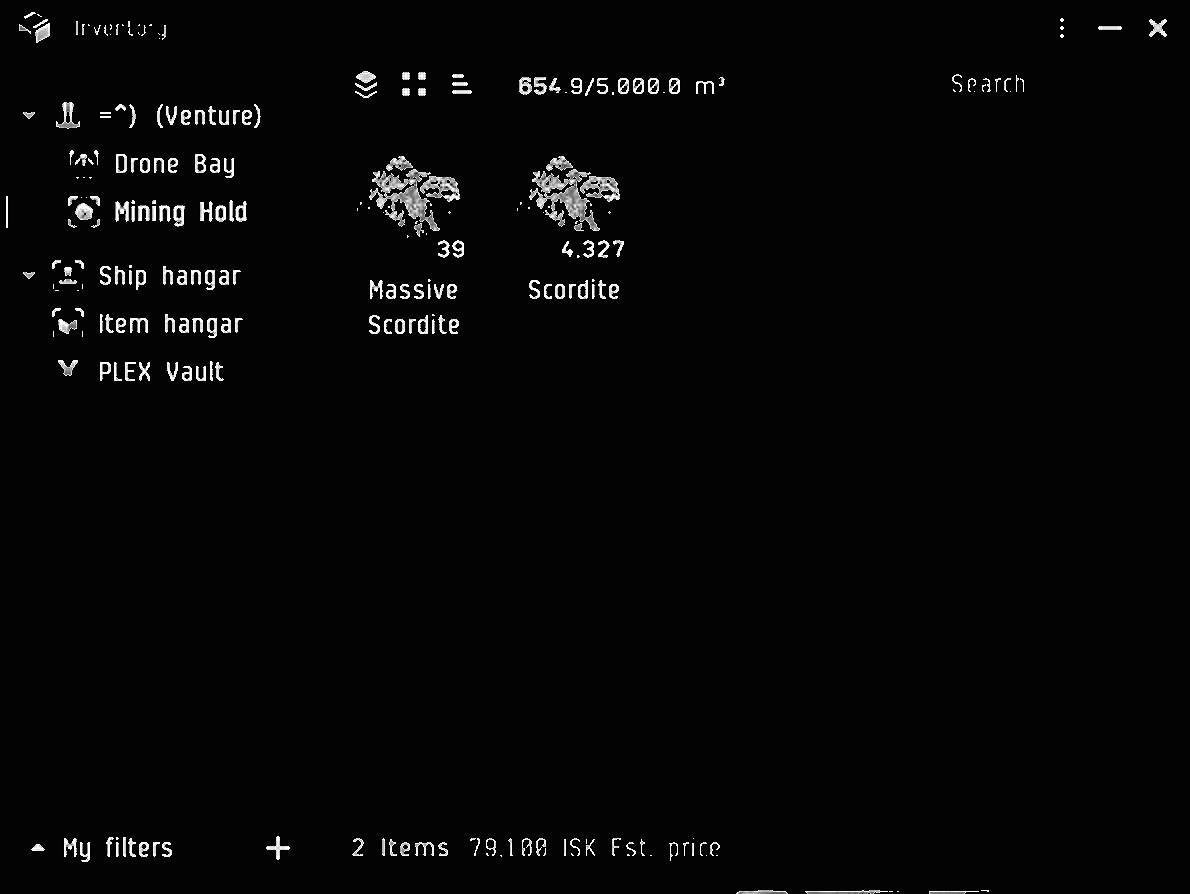 Inventory
654.9/5,000.0 m³
Search
=^) (Venture)
Drone Bay
Mining Hold
Ship hangar
Item hangar
PLEX Vault
39
4,327
Massive
Scordite
Scordite
My filters
2 Items 79,100 ISK Est. price